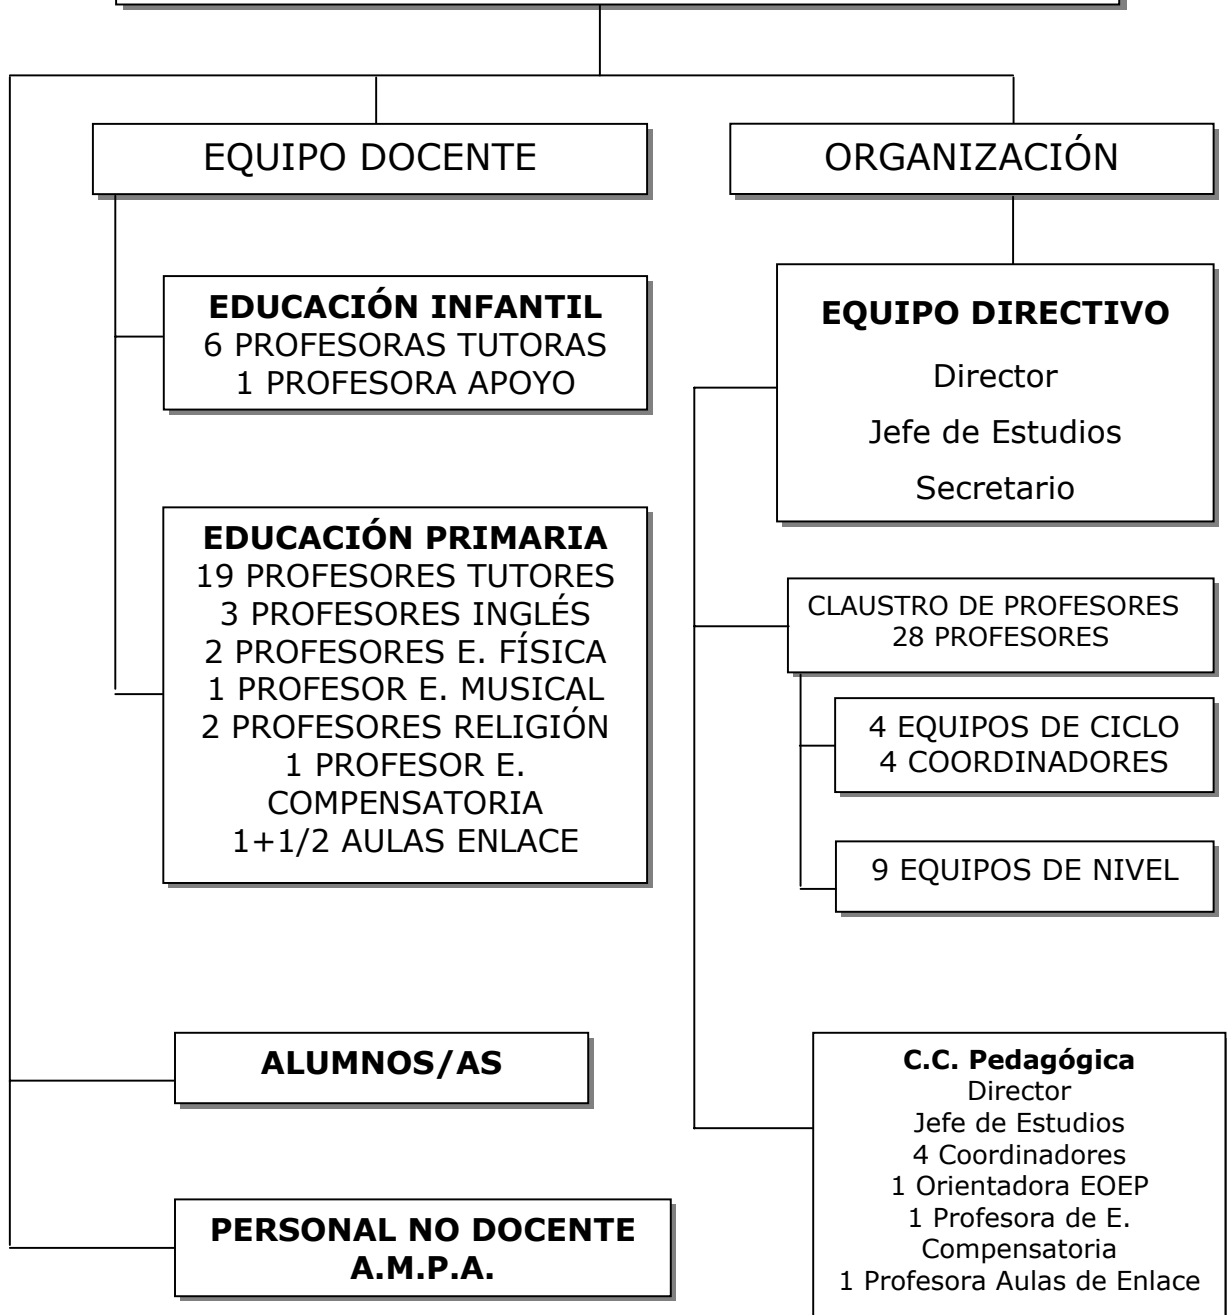 EQUIPO DOCENTE
EDUCACIÓN INFANTIL
6 PROFESORAS TUTORAS
1 PROFESORA APOYO
EDUCACIÓN PRIMARIA
19 PROFESORES TUTORES
3 PROFESORES INGLÉS
2 PROFESORES E. FÍSICA
1 PROFESOR E. MUSICAL
2 PROFESORES RELIGIÓN
1 PROFESOR E.
COMPENSATORIA
1+1/2 AULAS ENLACE
ALUMNOS/AS
PERSONAL NO DOCENTE
A.M.P.A.
ORGANIZACIÓN
EQUIPO DIRECTIVO
Director
Jefe de Estudios
Secretario
CLAUSTRO DE PROFESORES
28 PROFESORES
4 EQUIPOS DE CICLO
4 COORDINADORES
9 EQUIPOS DE NIVEL
C.C. Pedagógica
Director
Jefe de Estudios
4 Coordinadores
1 Orientadora EOEP
1 Profesora de E.
Compensatoria
1 Profesora Aulas de Enlace